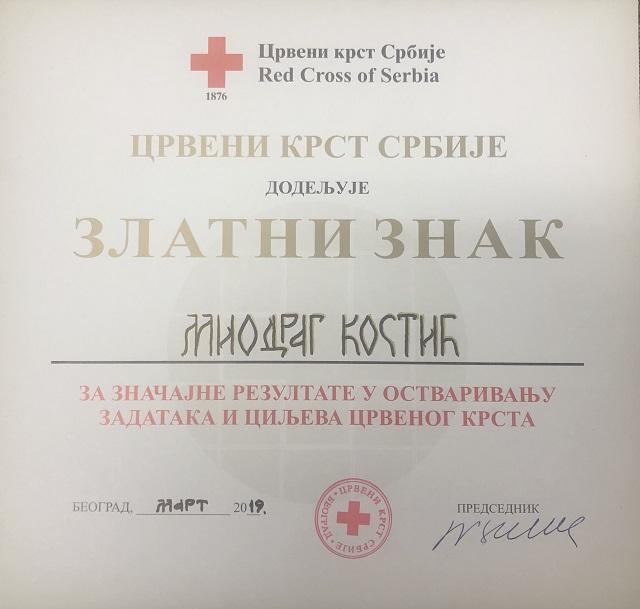 Црвени крст Србије
Red Cross of Serbia
1876
ЦРВЕНИ КРСТ СРБИЈЕ
ДОДЕЉУЈЕ
ЗЛАТНИ ЗНАК
МИОДРАГ КОСТИЋ
ЗА ЗНАЧАЈНЕ РЕЗУЛТАТЕ У ОСТВАРИВАЊУ
ЗАДАТАКА И ЦИЉЕВА ЦРВЕНОГ КРСТА
БЕОГРАД, МАРТ 2019.
ЦРВЕНИ КРСТ СРБИЈЕ • БЕОГРАД •
ПРЕДСЕДНИК